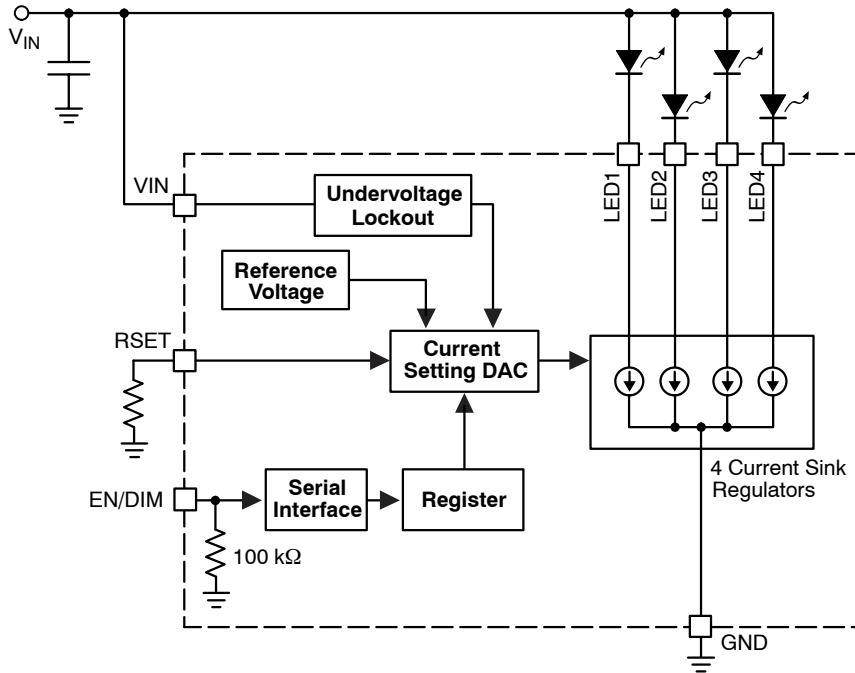 VIN
VIN
Undervoltage
Lockout
LED1
LED2
LED3
LED4
Reference
Voltage
RSET
Current
Setting DAC
4 Current Sink
Regulators
EN/DIM
Serial
Interface
Register
100 kΩ
GND